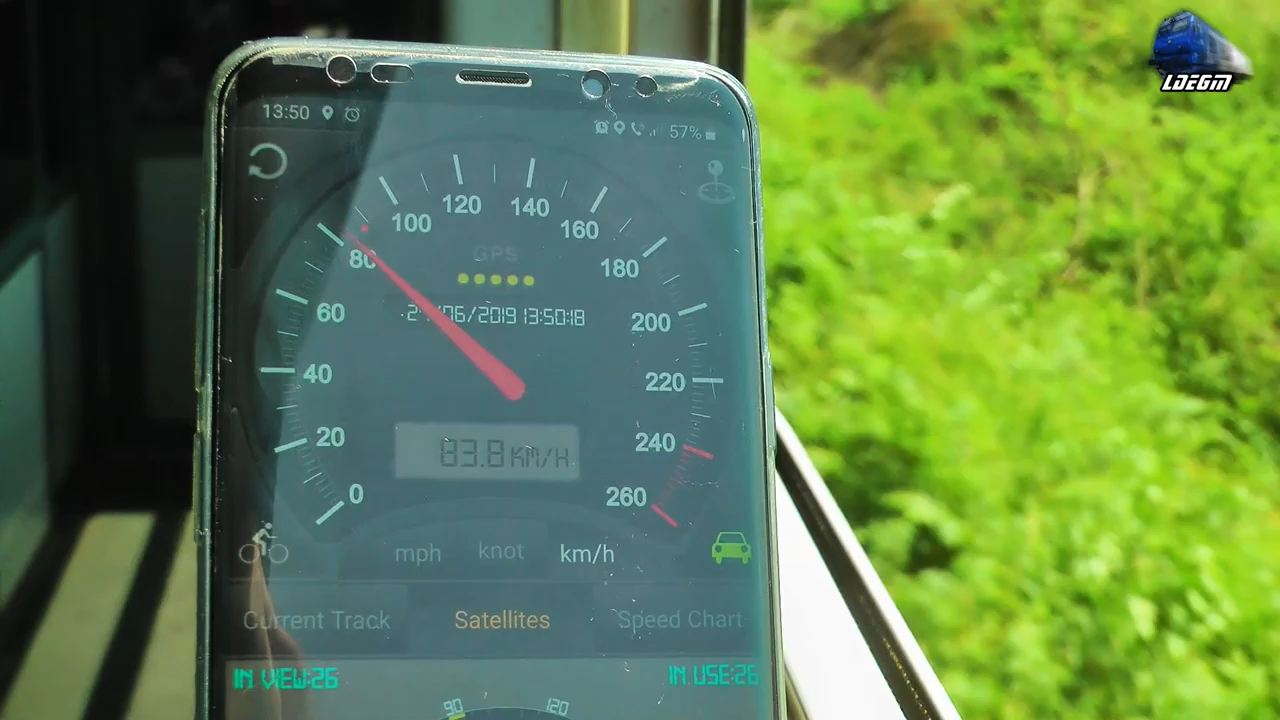 LDEGM
13:50
57%
100 120 140 160
80 180
GPS
60 200
06/2019 13:50:18
40 220
20 240
83.8 KM/H
0 260
mph knot km/h
Current Track Satellites Speed Chart
IN VIEW:26 IN USE:26
90 120